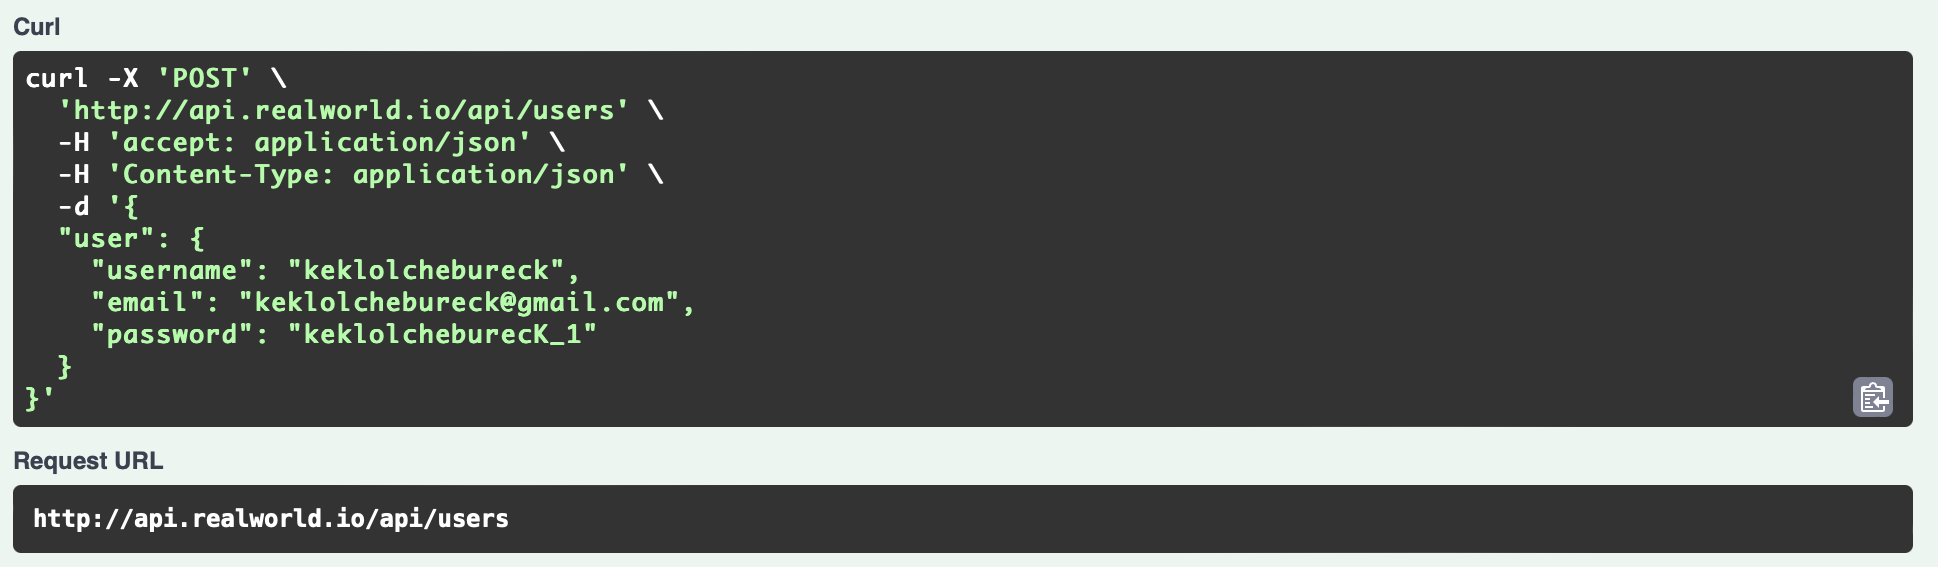 Curl
curl -X 'POST' \
  'http://api.realworld.io/api/users' \
  -H 'accept: application/json' \
  -H 'Content-Type: application/json' \
  -d '{
  "user": {
    "username": "keklolchebureck",
    "email": "keklolchebureck@gmail.com",
    "password": "keklolcheburecK_1"
  }
}'
Request URL
http://api.realworld.io/api/users